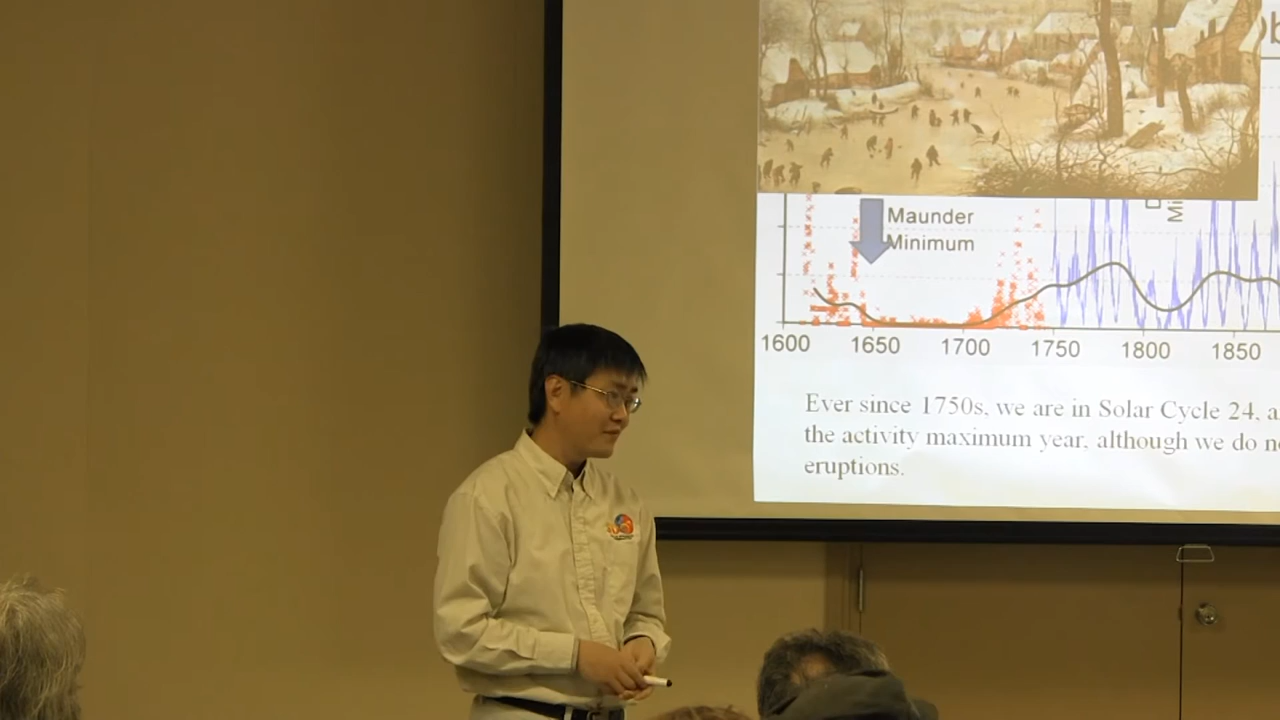 Maunder
Minimum
1600 1650 1700 1750 1800 1850
Ever since 1750s, we are in Solar Cycle 24, a
the activity maximum year, although we do no
eruptions.